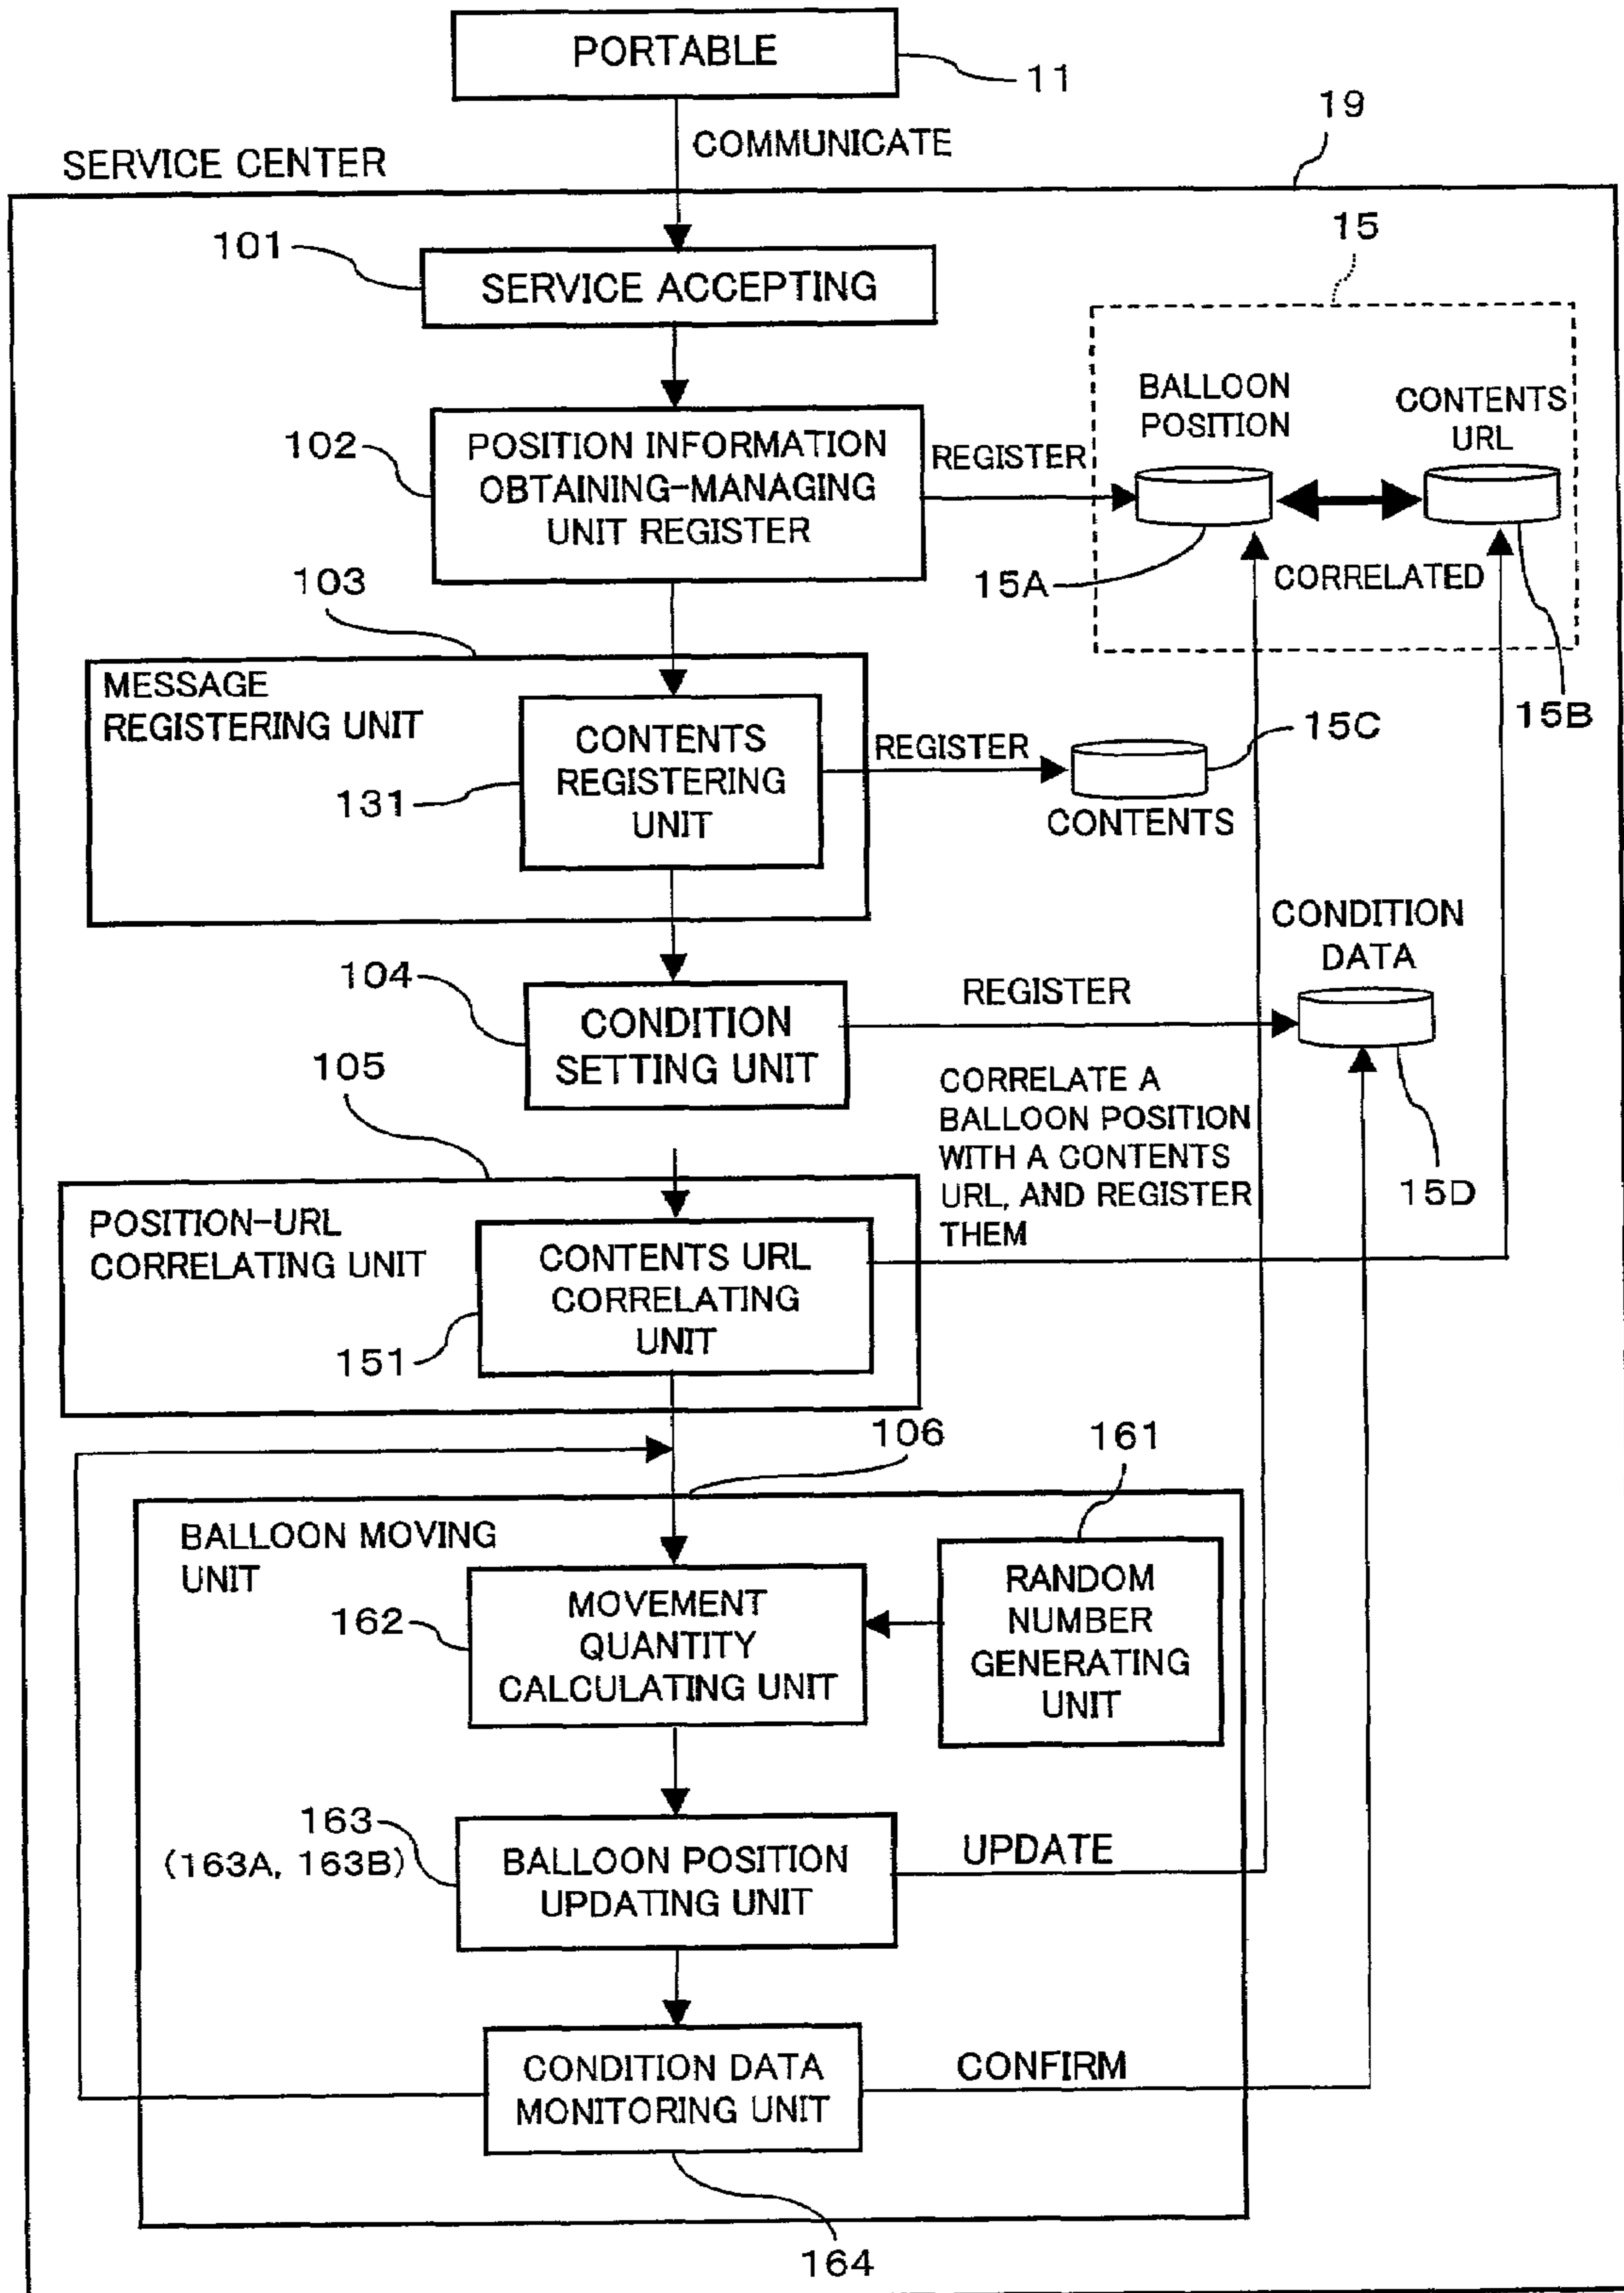 PORTABLE
11
COMMUNICATE
19
SERVICE CENTER
15
101
SERVICE ACCEPTING
BALLOON
POSITION
CONTENTS
URL
102
POSITION INFORMATION
OBTAINING-MANAGING
UNIT REGISTER
REGISTER
15A
CORRELATED
15B
103
MESSAGE
REGISTERING UNIT
CONTENTS
REGISTERING
UNIT
131
REGISTER
15C
CONTENTS
CONDITION
DATA
104
CONDITION
SETTING UNIT
REGISTER
15D
105
CORRELATE A
BALLOON POSITION
WITH A CONTENTS
URL, AND REGISTER
THEM
POSITION-URL
CORRELATING UNIT
CONTENTS URL
CORRELATING
UNIT
151
106
161
BALLOON MOVING
UNIT
162
MOVEMENT
QUANTITY
CALCULATING UNIT
RANDOM
NUMBER
GENERATING
UNIT
163
(163A, 163B)
BALLOON POSITION
UPDATING UNIT
UPDATE
CONDITION DATA
MONITORING UNIT
CONFIRM
164